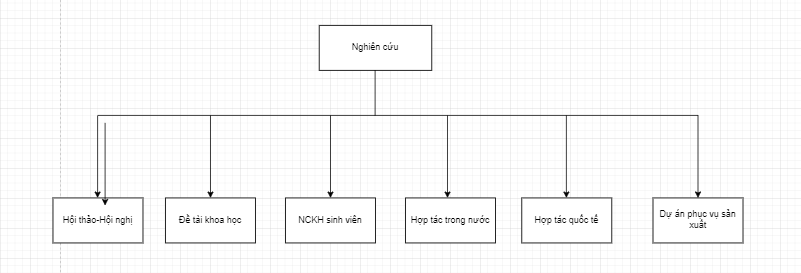 Nghiên cứu
Hội thảo-Hội nghị
Đề tài khoa học
NCKH sinh viên
Hợp tác trong nước
Hợp tác quốc tế
Dự án phục vụ sản
xuất